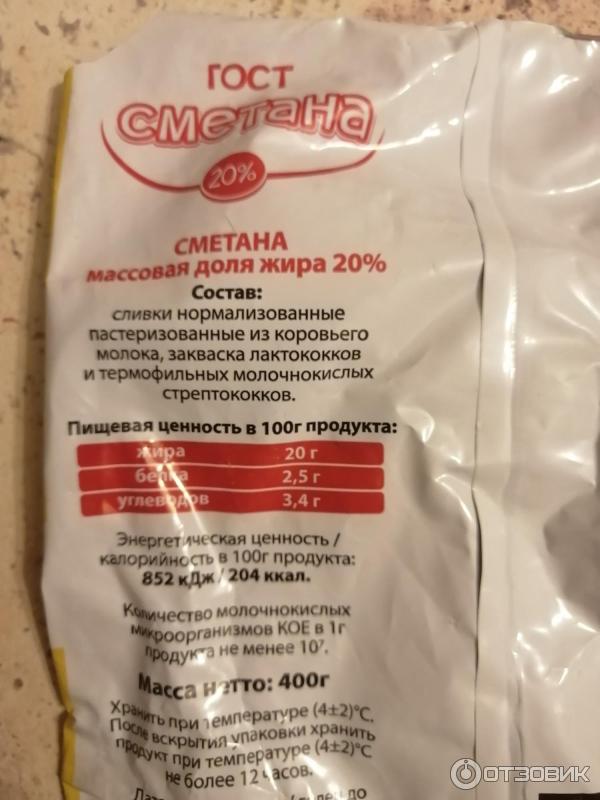 ГОСТ
сметана
20%
СМЕТАНА
массовая доля жира 20%
Состав:
сливки нормализованные
пастеризованные из коровьего
молока, закваска лактококков
и термофильных молочнокислых
стрептококков.
Пищевая ценность в 100г продукта:
жира 20 г
белка 2,5 г
углеводов 3,4 г
Энергетическая ценность /
калорийность в 100г продукта:
852 кДж / 204 ккал.
Количество молочнокислых
микроорганизмов КОЕ в 1г
продукта не менее 10⁷.
Масса нетто: 400г
Хранить при температуре (4±2)°С.
После вскрытия упаковки хранить
продукт при температуре (4±2)°С
не более 12 часов.
до
ОТЗОВИК